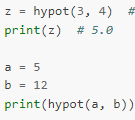 z = hypot(3, 4)  #
print(z)  # 5.0
a = 5
b = 12
print(hypot(a, b))